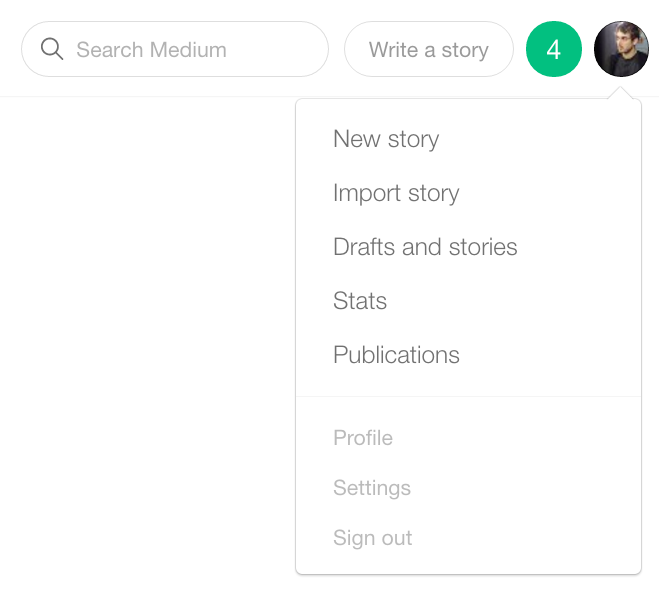 Search Medium
Write a story
4
New story
Import story
Drafts and stories
Stats
Publications
Profile
Settings
Sign out